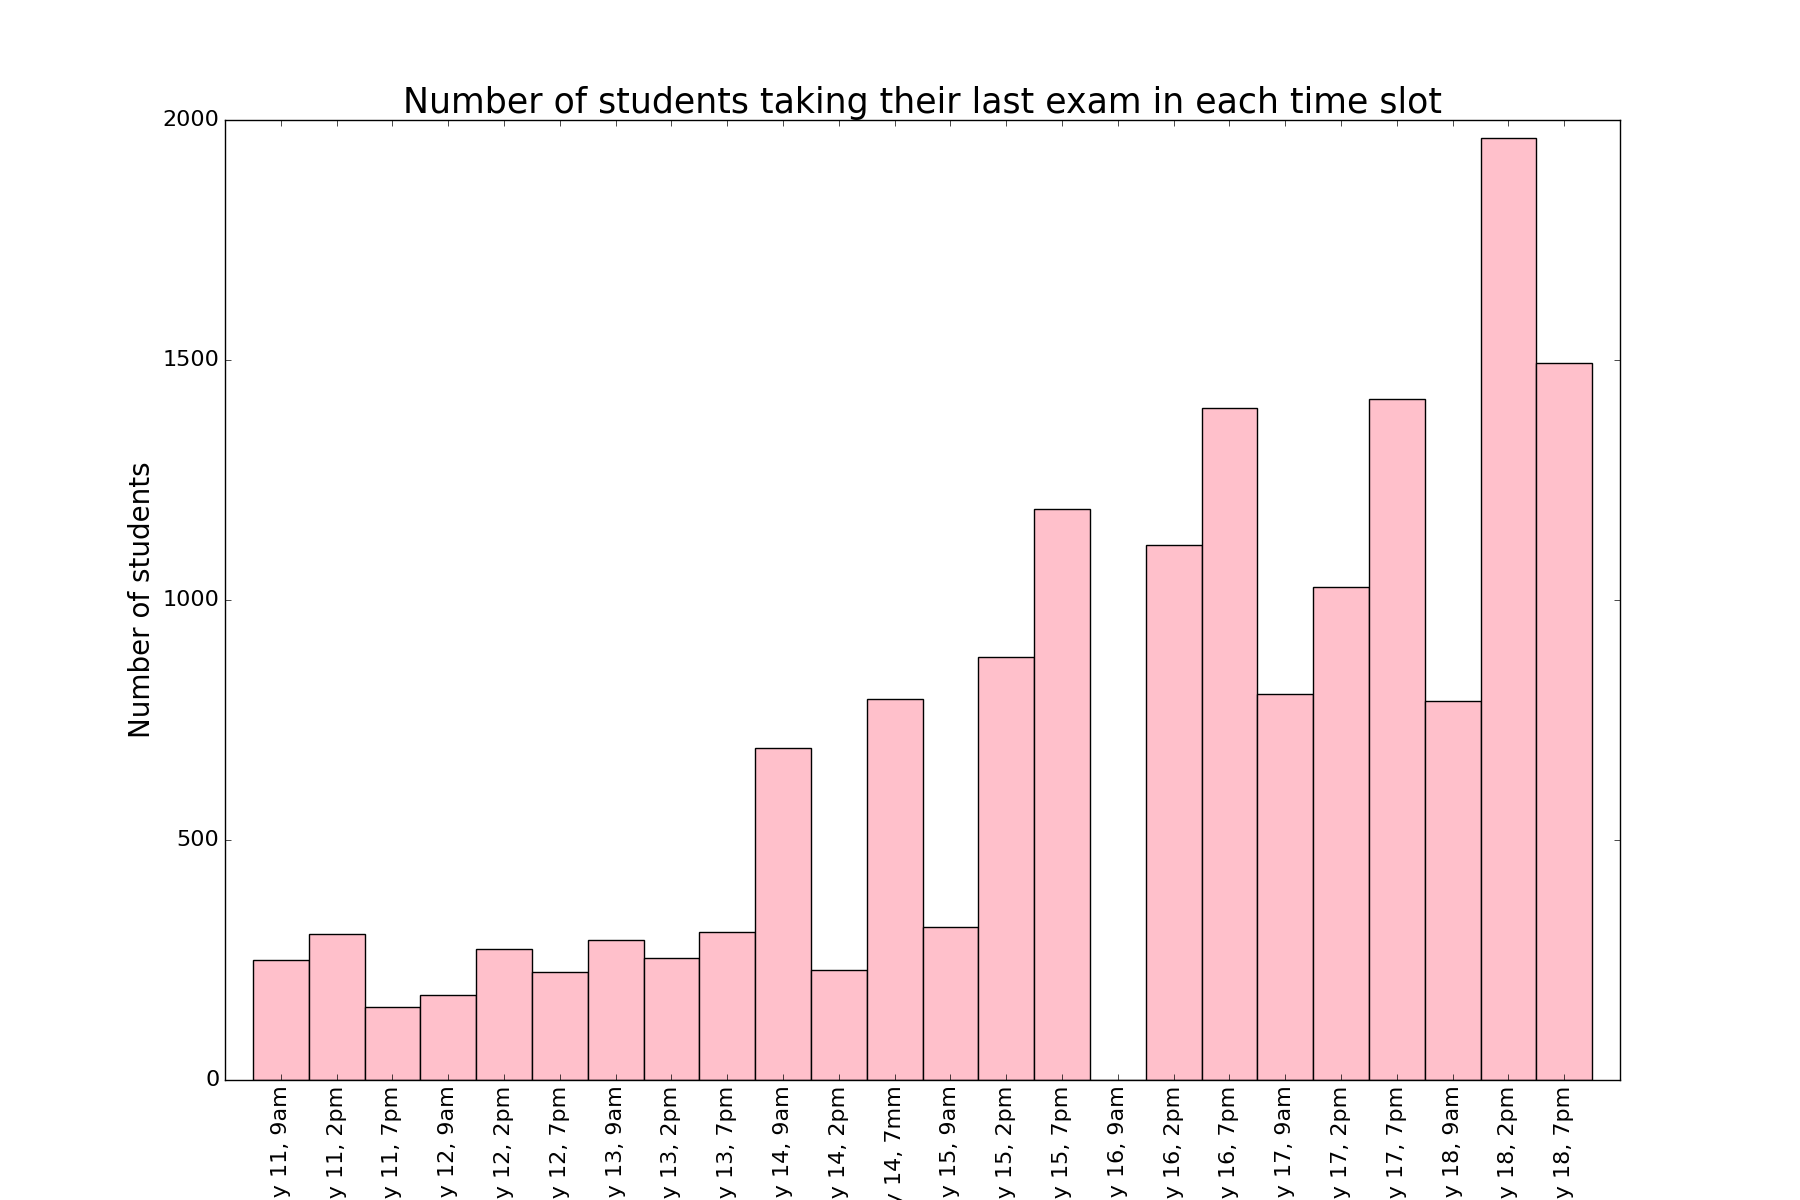 Number of students taking their last exam in each time slot
Number of students
2000
1500
1000
500
0
y 11, 9am
y 11, 2pm
y 11, 7pm
y 12, 9am
y 12, 2pm
y 12, 7pm
y 13, 9am
y 13, 2pm
y 13, 7pm
y 14, 9am
y 14, 2pm
y 14, 7mm
y 15, 9am
y 15, 2pm
y 15, 7pm
y 16, 9am
y 16, 2pm
y 16, 7pm
y 17, 9am
y 17, 2pm
y 17, 7pm
y 18, 9am
y 18, 2pm
y 18, 7pm